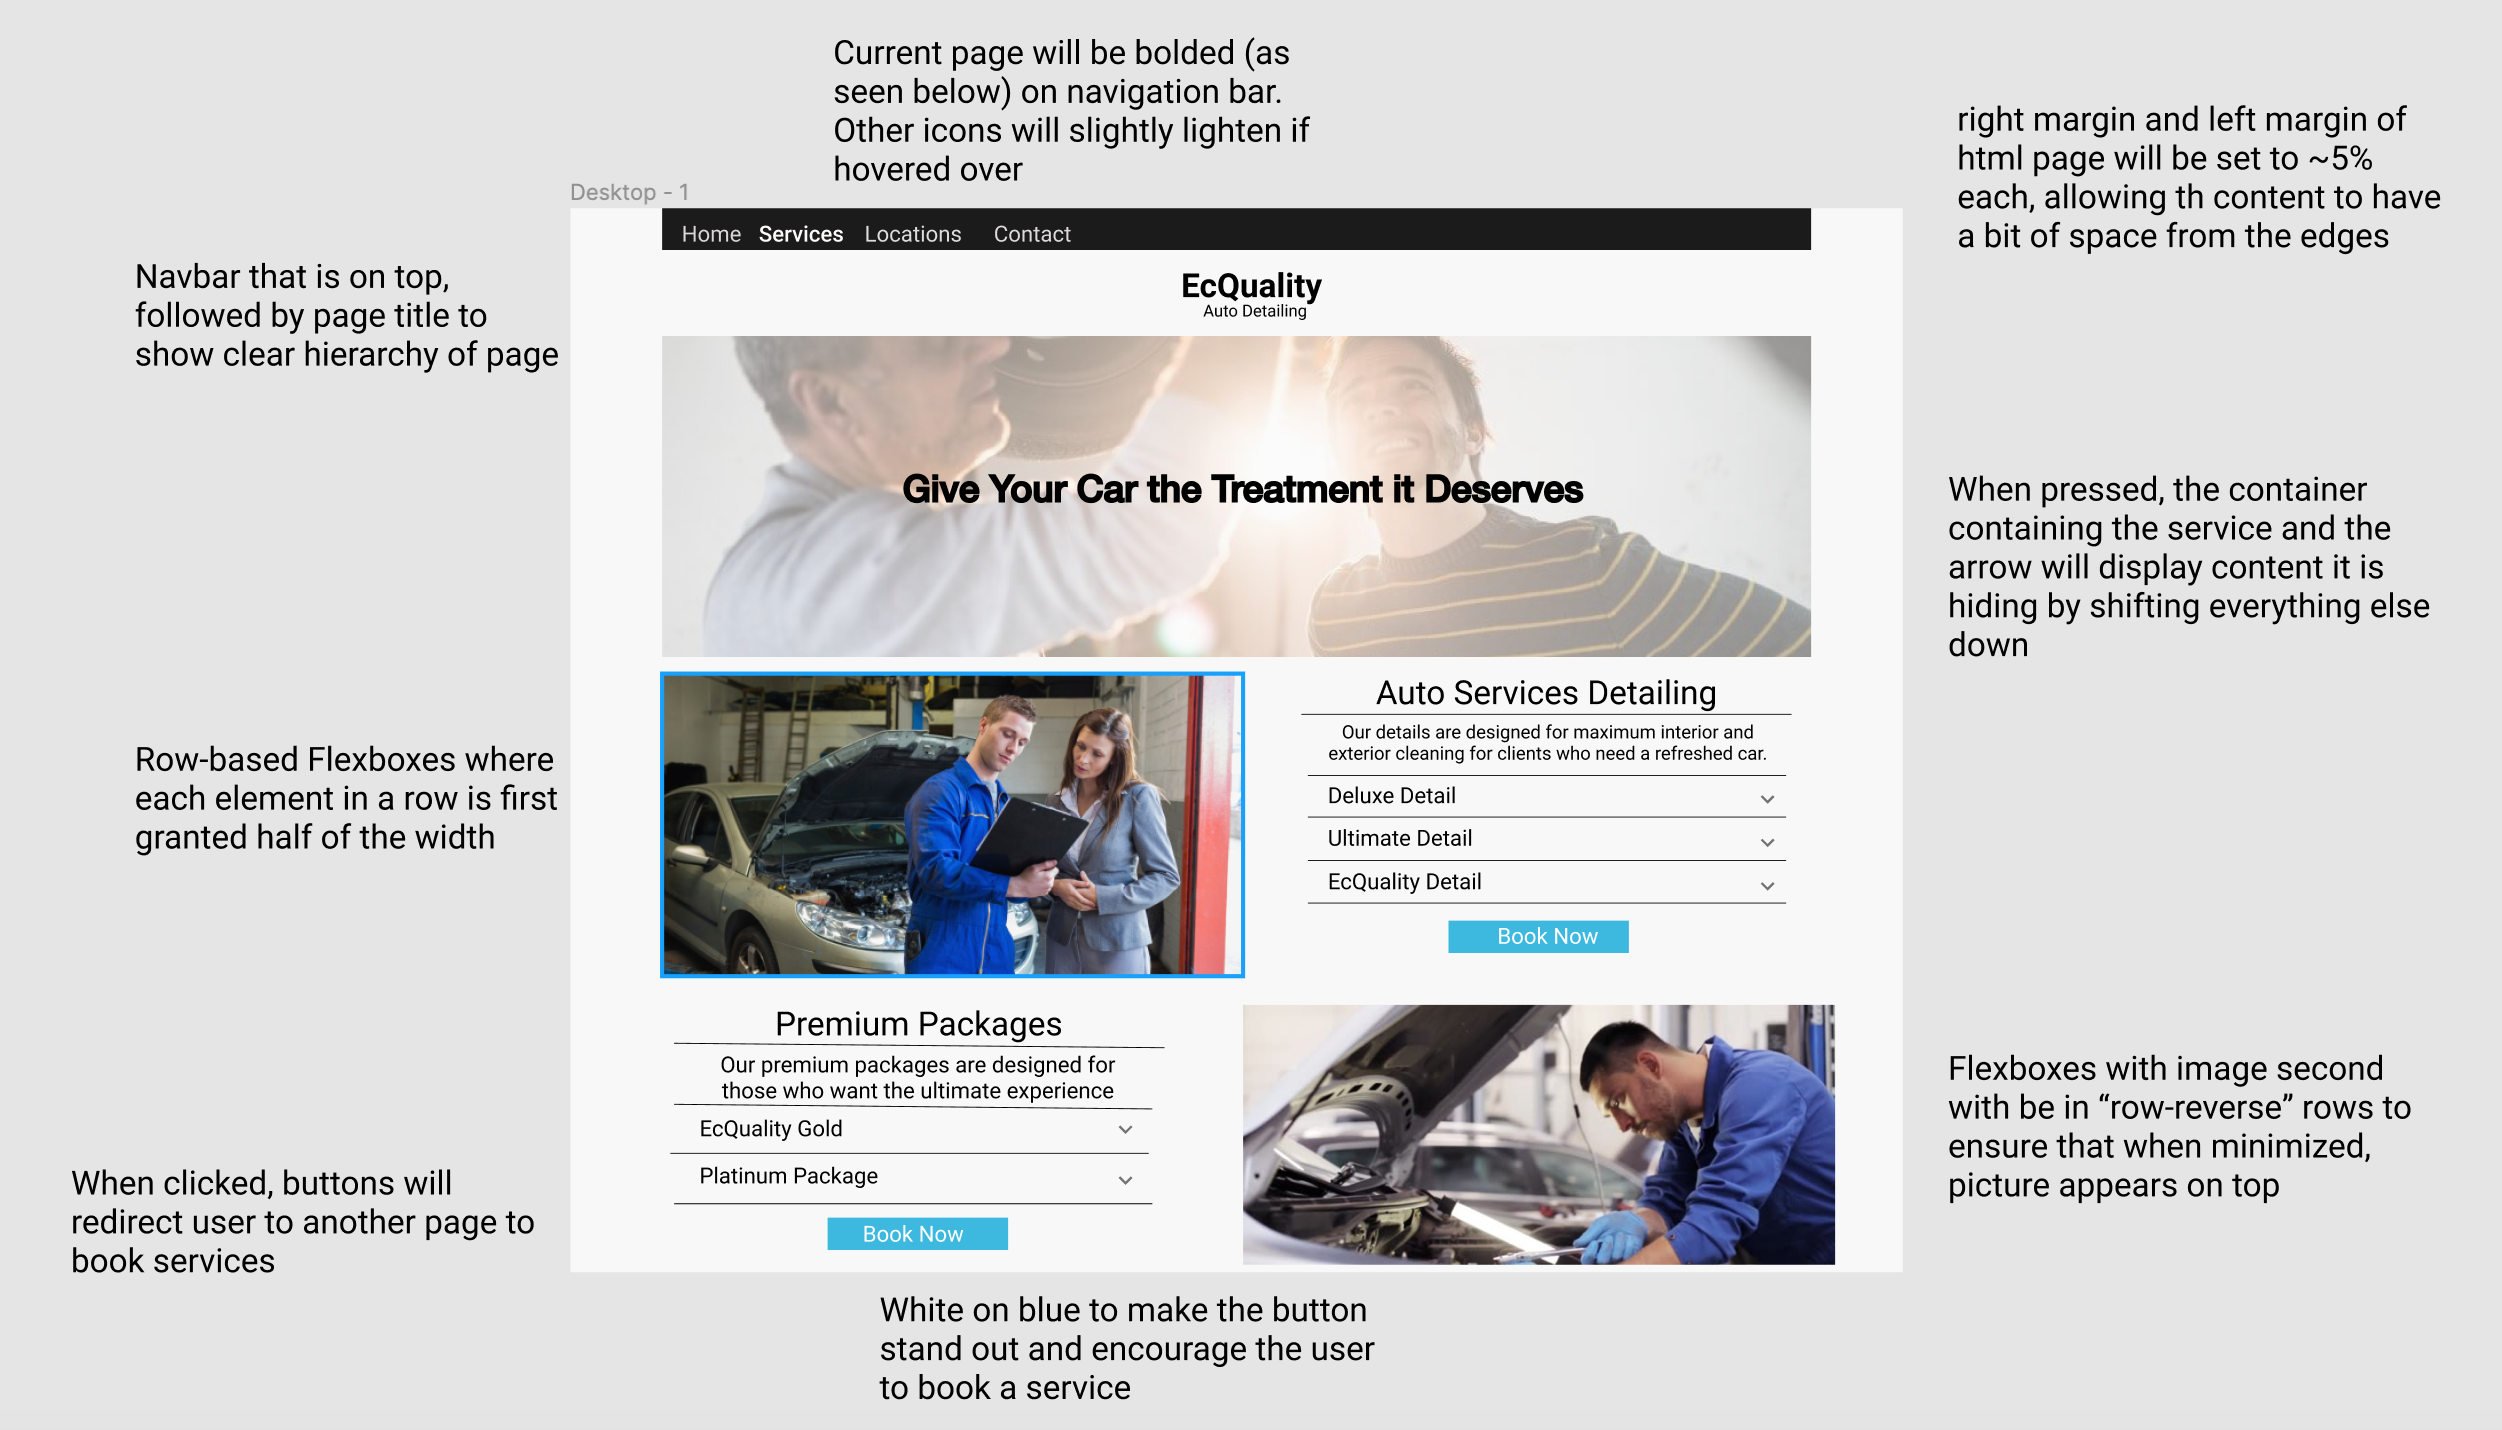 Current page will be bolded (as
seen below) on navigation bar.
Other icons will slightly lighten if
hovered over
right margin and left margin of
html page will be set to ~5%
each, allowing th content to have
a bit of space from the edges
Desktop - 1
Home Services Locations Contact
Navbar that is on top,
followed by page title to
show clear hierarchy of page
EcQuality
Auto Detailing
Give Your Car the Treatment it Deserves
When pressed, the container
containing the service and the
arrow will display content it is
hiding by shifting everything else
down
Row-based Flexboxes where
each element in a row is first
granted half of the width
Auto Services Detailing
Our details are designed for maximum interior and
exterior cleaning for clients who need a refreshed car.
Deluxe Detail
Ultimate Detail
EcQuality Detail
Book Now
Premium Packages
Our premium packages are designed for
those who want the ultimate experience
EcQuality Gold
Platinum Package
Book Now
Flexboxes with image second
with be in “row-reverse” rows to
ensure that when minimized,
picture appears on top
When clicked, buttons will
redirect user to another page to
book services
White on blue to make the button
stand out and encourage the user
to book a service